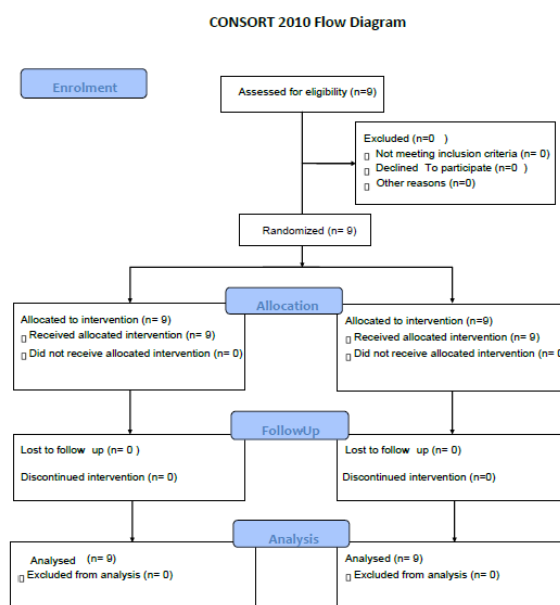 CONSORT 2010 Flow Diagram
Enrolment
Assessed for eligibility (n=9)
Excluded (n=0 )
▯ Not meeting inclusion criteria (n= 0)
▯ Declined To participate (n=0 )
▯ Other reasons (n=0)
Randomized (n= 9)
Allocation
Allocated to intervention (n= 9)
▯ Received allocated intervention (n= 9)
▯ Did not receive allocated intervention (n= 0)
Allocated to intervention (n=9)
▯ Received allocated intervention (n= 9)
▯ Did not receive allocated intervention (n= 0
FollowUp
Lost to follow up (n= 0 )
Discontinued intervention (n= 0)
Lost to follow up (n= 0)
Discontinued intervention (n=0)
Analysis
Analysed (n= 9)
▯ Excluded from analysis (n= 0)
Analysed (n= 9)
▯ Excluded from analysis (n= 0)